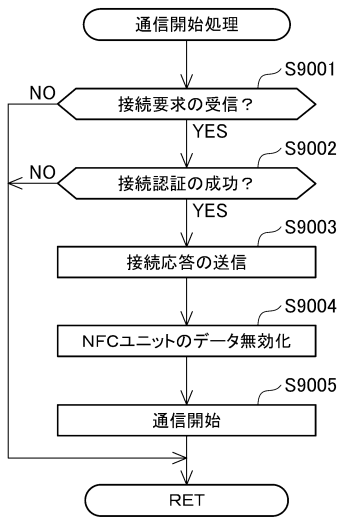 通信開始処理
S9001
NO
接続要求の受信？
YES
S9002
NO
接続認証の成功？
YES
S9003
接続応答の送信
S9004
NFCユニットのデータ無効化
S9005
通信開始
RET